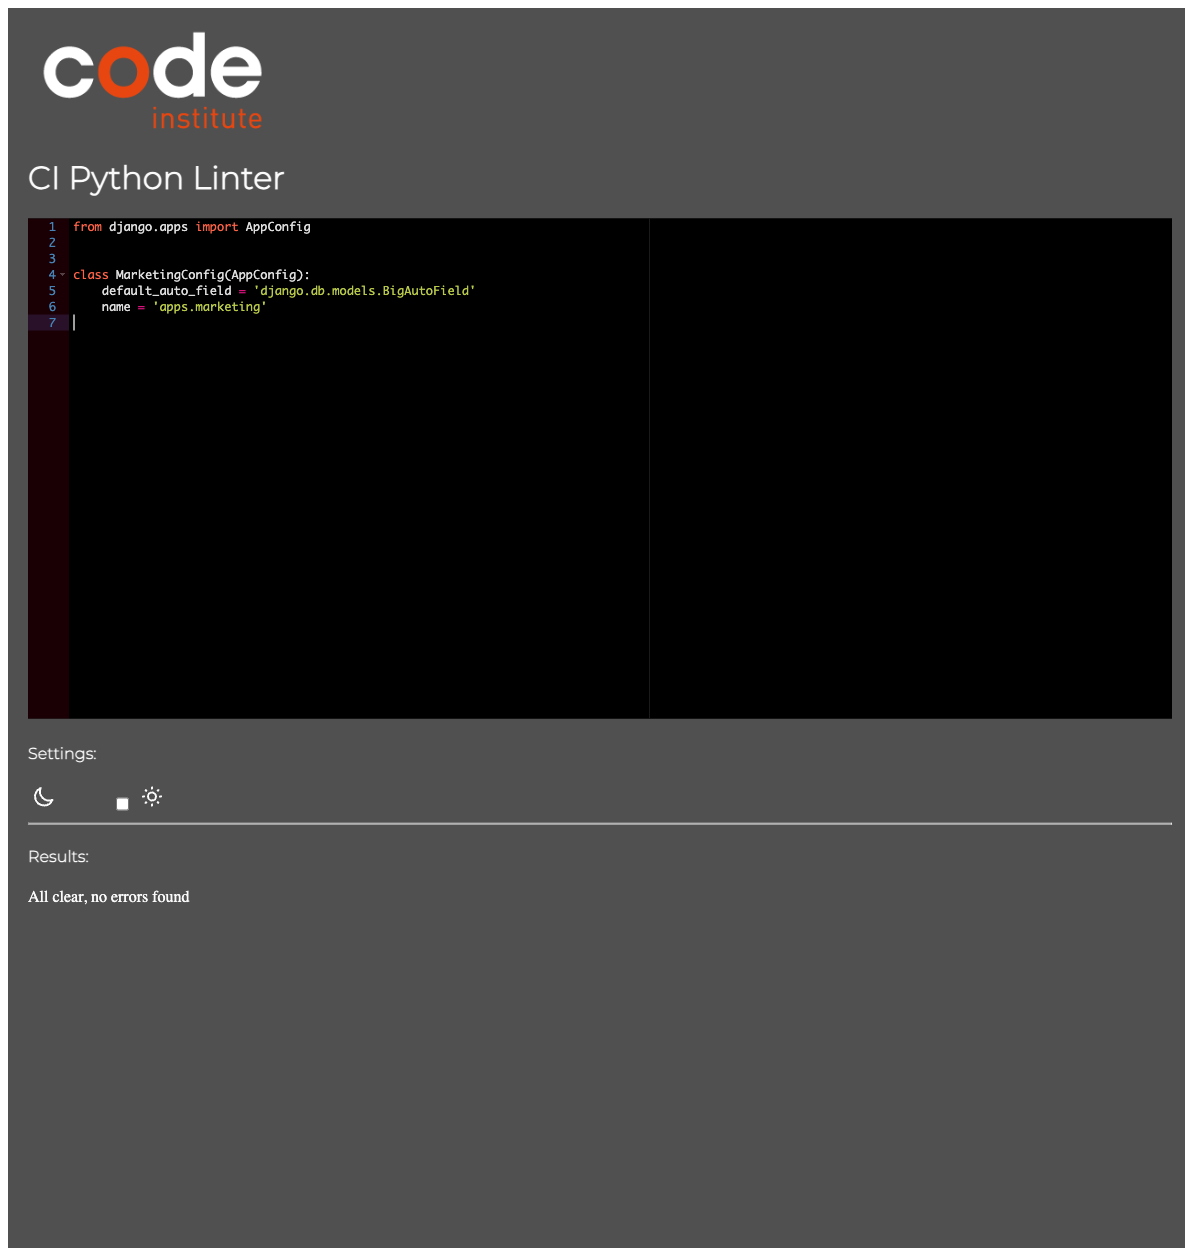 code
institute
CI Python Linter
1 from django.apps import AppConfig
2
3
4 class MarketingConfig(AppConfig):
5     default_auto_field = 'django.db.models.BigAutoField'
6     name = 'apps.marketing'
7
Settings:
Results:
All clear, no errors found